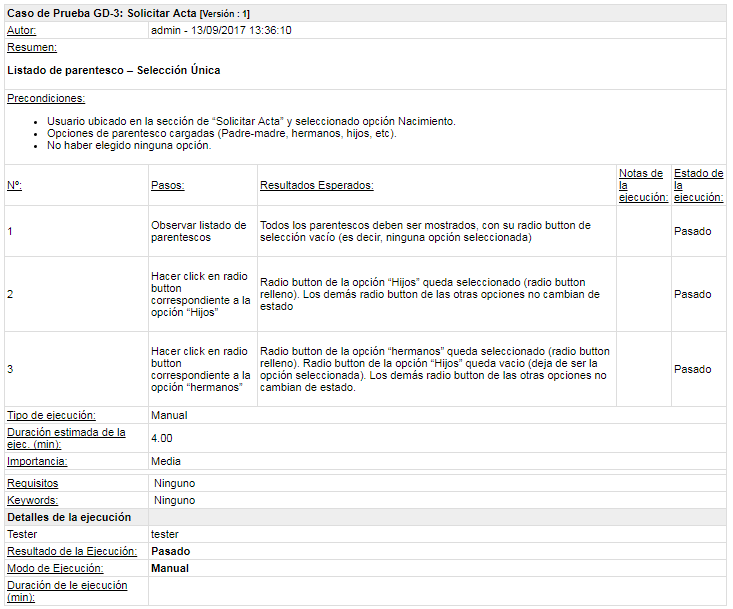 Caso de Prueba GD-3: Solicitar Acta [Versión : 1]
Autor: admin - 13/09/2017 13:36:10
Resumen:
Listado de parentesco – Selección Única
Precondiciones:
• Usuario ubicado en la sección de “Solicitar Acta” y seleccionado opción Nacimiento.
• Opciones de parentesco cargadas (Padre-madre, hermanos, hijos, etc).
• No haber elegido ninguna opción.
Nº:
Pasos:
Resultados Esperados:
Notas de
la
ejecución:
Estado de
la
ejecución:
1
Observar listado de
parentescos
Todos los parentescos deben ser mostrados, con su radio button de
selección vacío (es decir, ninguna opción seleccionada)
Pasado
2
Hacer click en radio
button
correspondiente a la
opción “Hijos”
Radio button de la opción “Hijos” queda seleccionado (radio button
relleno). Los demás radio button de las otras opciones no cambian de
estado
Pasado
3
Hacer click en radio
button
correspondiente a la
opción “hermanos”
Radio button de la opción “hermanos” queda seleccionado (radio button
relleno). Radio button de la opción “Hijos” queda vacio (deja de ser la
opción seleccionada). Los demás radio button de las otras opciones no
cambian de estado.
Pasado
Tipo de ejecución: Manual
Duración estimada de la
ejec. (min):
4.00
Importancia: Media
Requisitos Ninguno
Keywords: Ninguno
Detalles de la ejecución
Tester tester
Resultado de la Ejecución: Pasado
Modo de Ejecución: Manual
Duración de le ejecución
(min):